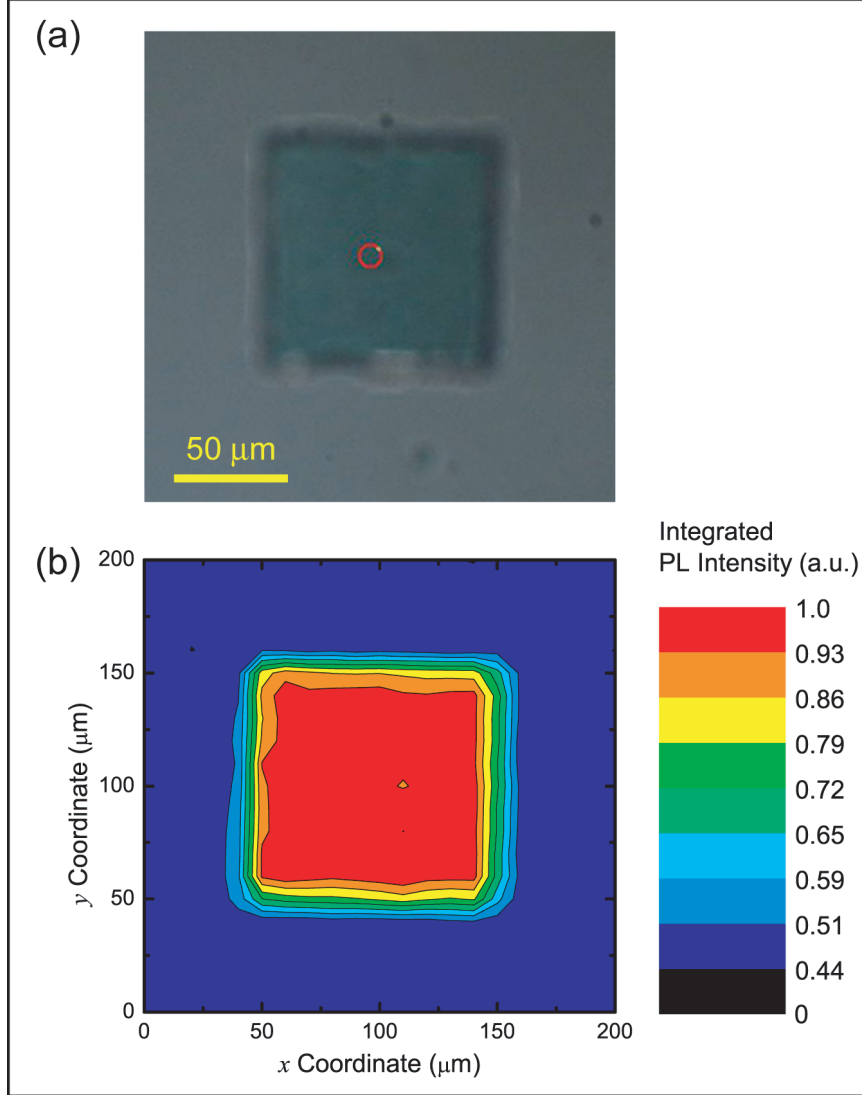 (a)
50 μm
(b)
Integrated
PL Intensity (a.u.)
200
150
100
50
0
y Coordinate (μm)
0
50
100
150
200
x Coordinate (μm)
1.0
0.93
0.86
0.79
0.72
0.65
0.59
0.51
0.44
0